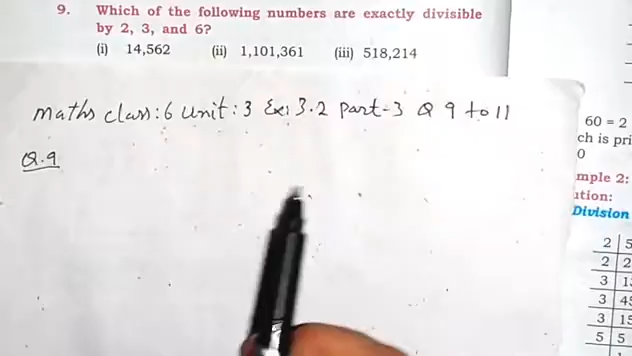 9. Which of the following numbers are exactly divisible
by 2, 3, and 6?
(i) 14,562 (ii) 1,101,361 (iii) 518,214
maths class:6 unit:3 Ex:3.2 part-3 Q 9 to 11
Q.9
60 = 2
ch is pri
0
mple 2:
ution:
Division
2 5
2 2
3
3
3
5 5